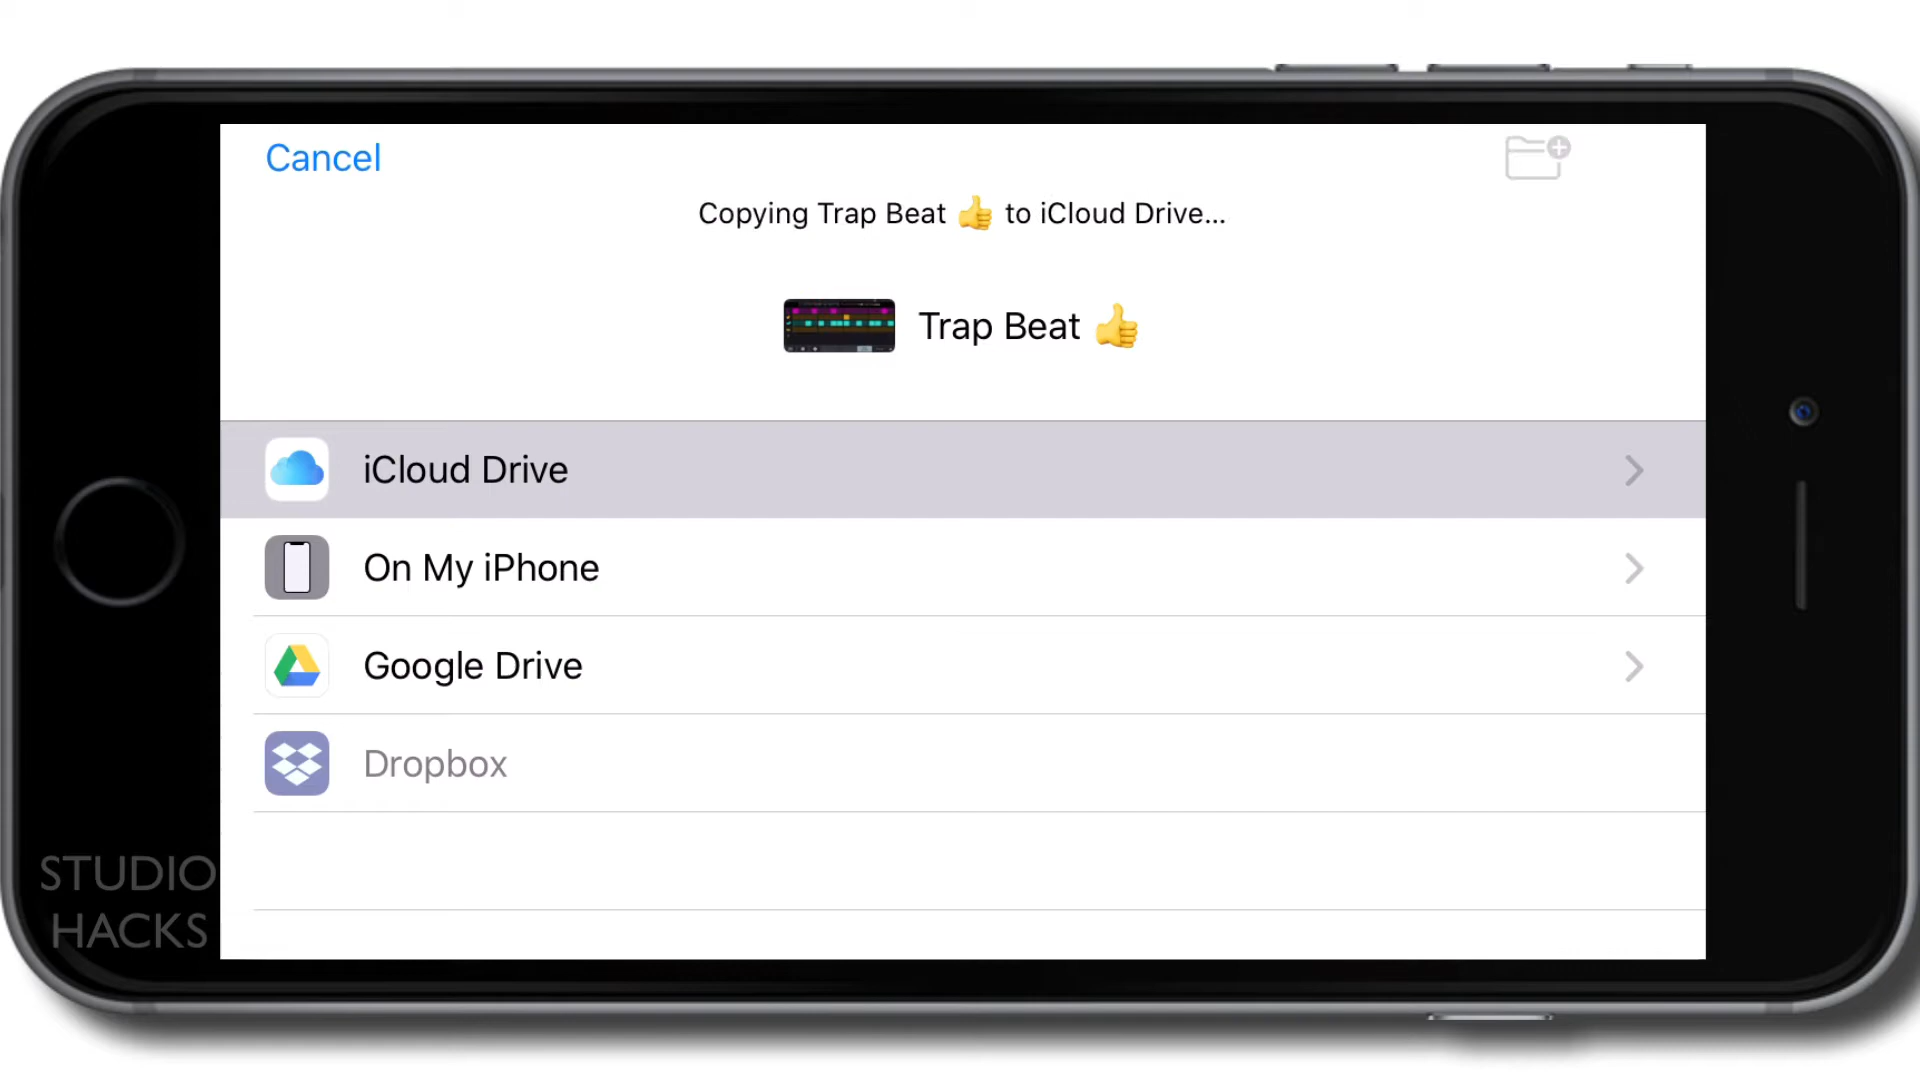 Cancel
Copying Trap Beat 👍 to iCloud Drive...
Trap Beat 👍
iCloud Drive
On My iPhone
Google Drive
Dropbox
STUDIO
HACKS